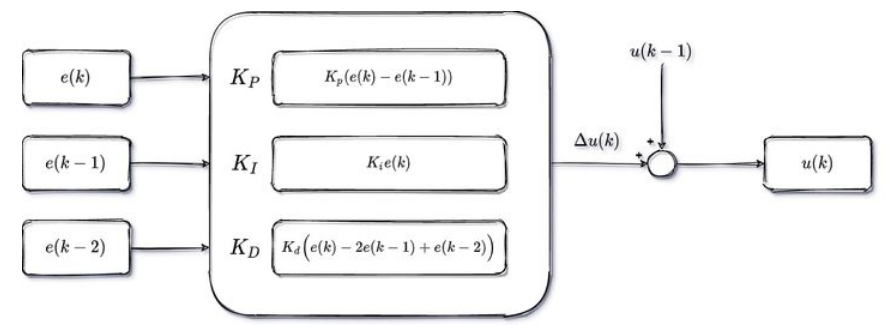 e(k)
K_P
K_p(e(k) − e(k − 1))
u(k − 1)
e(k − 1)
K_I
K_i e(k)
Δu(k)
+
+
u(k)
e(k − 2)
K_D
K_d(e(k) − 2e(k − 1) + e(k − 2))